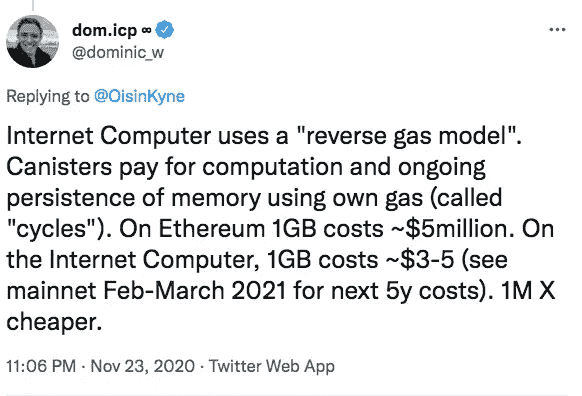 dom.icp ∞
@dominic_w
Replying to @OisinKyne
Internet Computer uses a "reverse gas model".
Canisters pay for computation and ongoing
persistence of memory using own gas (called
"cycles"). On Ethereum 1GB costs ~$5million. On
the Internet Computer, 1GB costs ~$3-5 (see
mainnet Feb-March 2021 for next 5y costs). 1M X
cheaper.
11:06 PM · Nov 23, 2020 · Twitter Web App